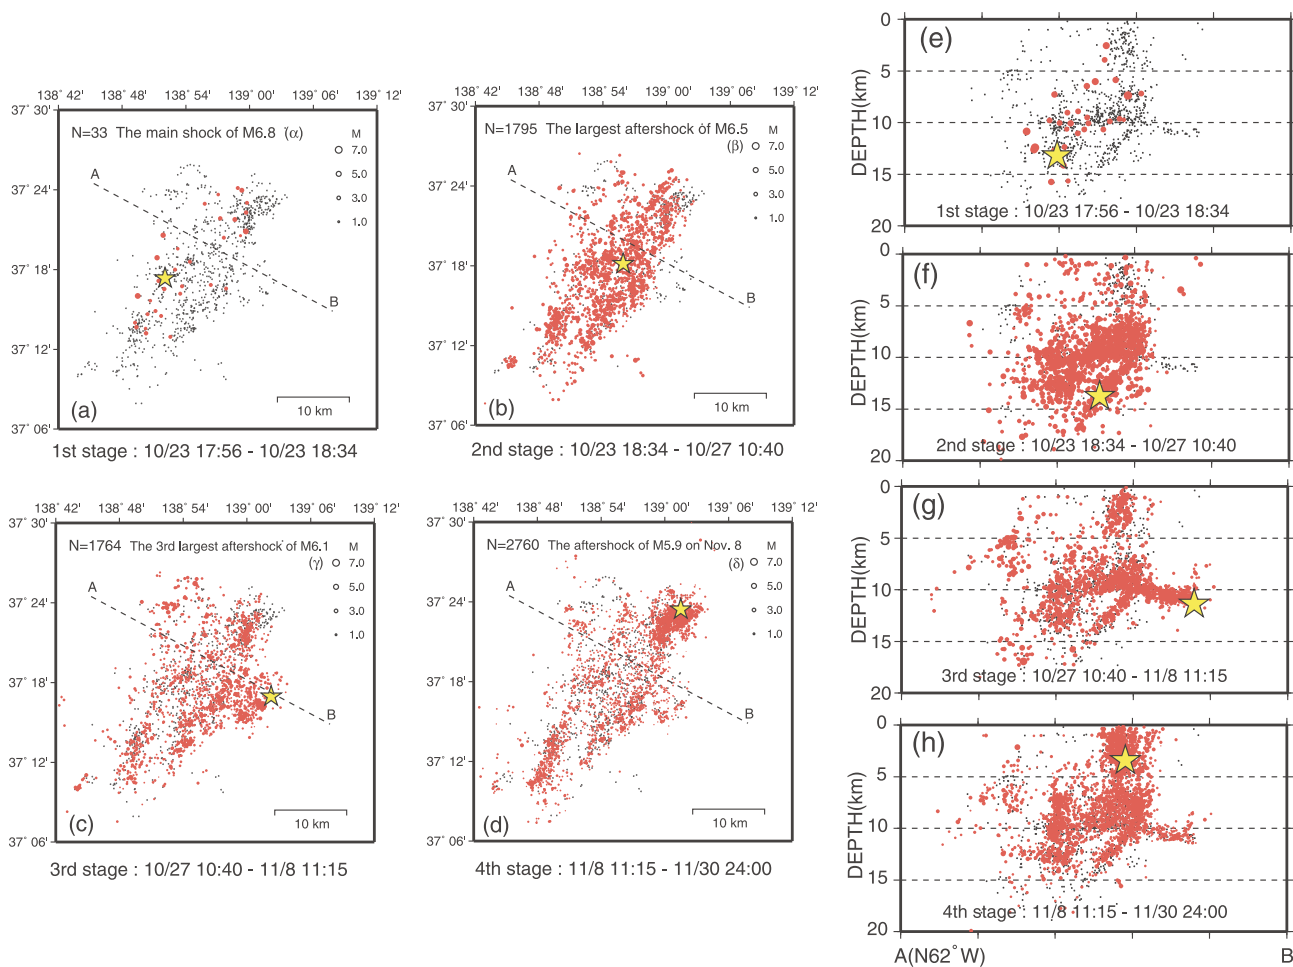 138° 42' 138° 48' 138° 54' 139° 00' 139° 06' 139° 12'
37° 30'
37° 24'
37° 18'
37° 12'
37° 06'
N=33 The main shock of M6.8 (α)
M
7.0
5.0
3.0
1.0
A
B
(a)
10 km
1st stage : 10/23 17:56 - 10/23 18:34
138° 42' 138° 48' 138° 54' 139° 00' 139° 06' 139° 12'
37° 30'
37° 24'
37° 18'
37° 12'
37° 06'
N=1795 The largest aftershock of M6.5
(β)
M
7.0
5.0
3.0
1.0
A
B
(b)
10 km
2nd stage : 10/23 18:34 - 10/27 10:40
138° 42' 138° 48' 138° 54' 139° 00' 139° 06' 139° 12'
37° 30'
37° 24'
37° 18'
37° 12'
37° 06'
N=1764 The 3rd largest aftershock of M6.1
(γ)
M
7.0
5.0
3.0
1.0
A
B
(c)
10 km
3rd stage : 10/27 10:40 - 11/8 11:15
138° 42' 138° 48' 138° 54' 139° 00' 139° 06' 139° 12'
37° 30'
37° 24'
37° 18'
37° 12'
37° 06'
N=2760 The aftershock of M5.9 on Nov. 8
(δ)
M
7.0
5.0
3.0
1.0
A
B
(d)
10 km
4th stage : 11/8 11:15 - 11/30 24:00
(e)
DEPTH(km)
0
5
10
15
20
1st stage : 10/23 17:56 - 10/23 18:34
(f)
DEPTH(km)
0
5
10
15
20
2nd stage : 10/23 18:34 - 10/27 10:40
(g)
DEPTH(km)
0
5
10
15
20
3rd stage : 10/27 10:40 - 11/8 11:15
(h)
DEPTH(km)
0
5
10
15
20
4th stage : 11/8 11:15 - 11/30 24:00
A(N62°W) B